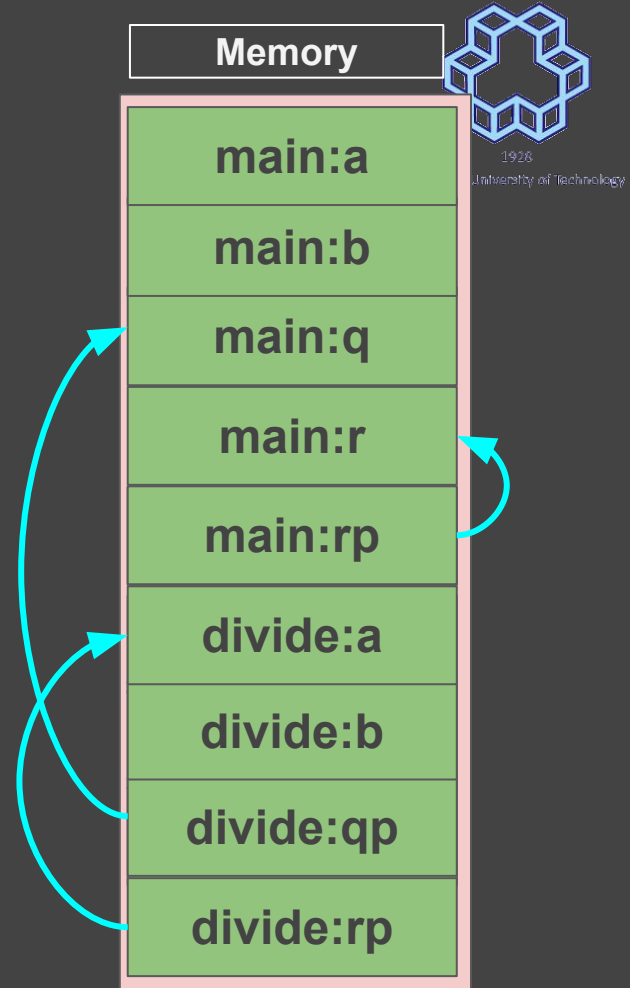 Memory
1928
University of Technology
main:a
main:b
main:q
main:r
main:rp
divide:a
divide:b
divide:qp
divide:rp